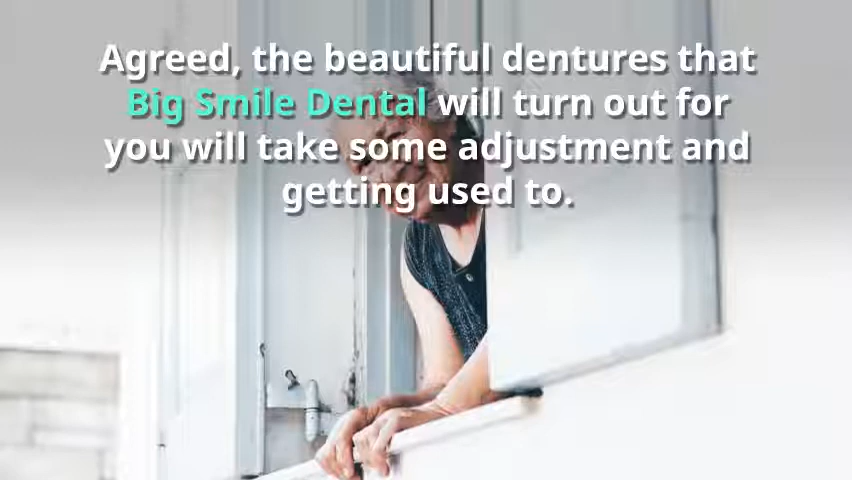 Agreed, the beautiful dentures that
Big Smile Dental will turn out for
you will take some adjustment and
getting used to.